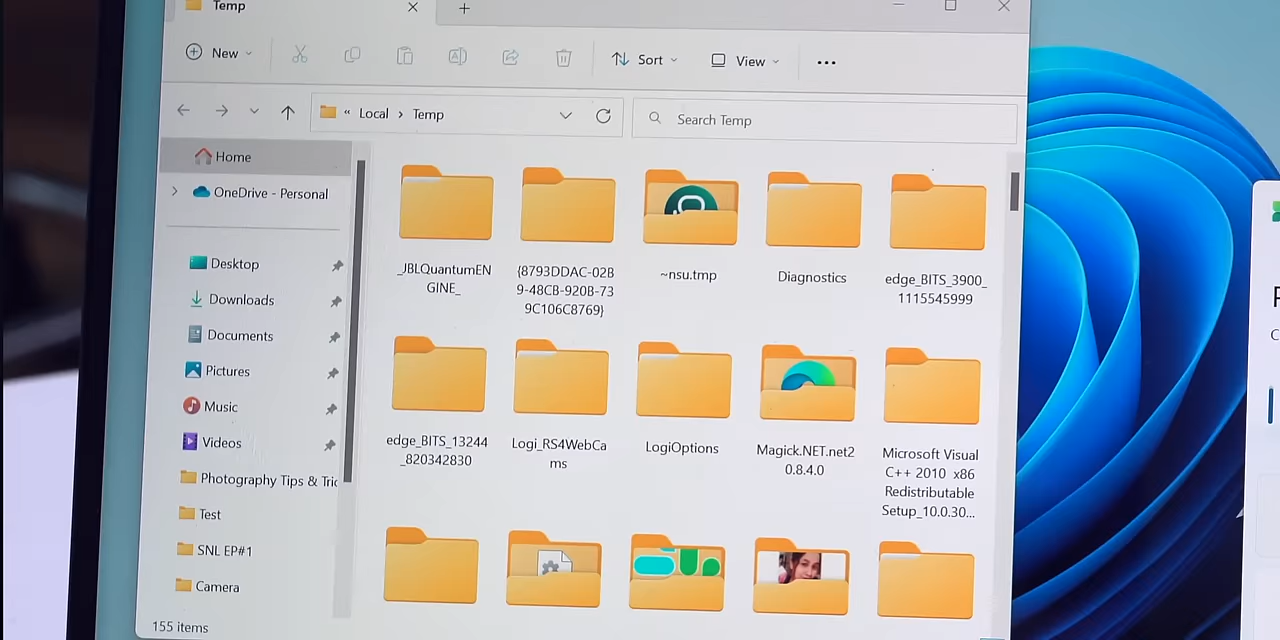 Temp
New
Sort
View
« Local > Temp
Search Temp
Home
OneDrive - Personal
Desktop
Downloads
Documents
Pictures
Music
Videos
Photography Tips & Tric
Test
SNL EP#1
Camera
155 items
_JBLQuantumEN
GINE_
{8793DDAC-02B
9-48CB-920B-73
9C106C8769}
~nsu.tmp
Diagnostics
edge_BITS_3900_
1115545999
edge_BITS_13244
_820342830
Logi_RS4WebCa
ms
LogiOptions
Magick.NET.net2
0.8.4.0
Microsoft Visual
C++ 2010 x86
Redistributable
Setup_10.0.30...